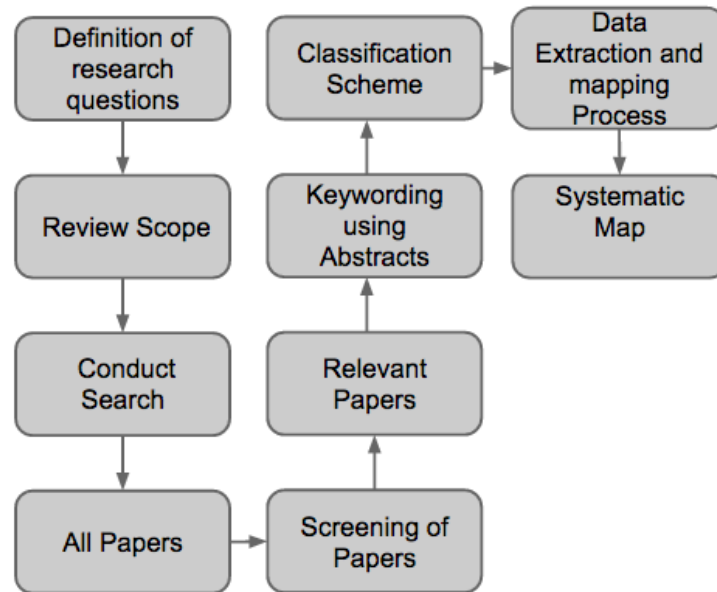 Definition of
research
questions
Review Scope
Conduct
Search
All Papers
Screening of
Papers
Relevant
Papers
Keywording
using
Abstracts
Classification
Scheme
Data
Extraction and
mapping
Process
Systematic
Map